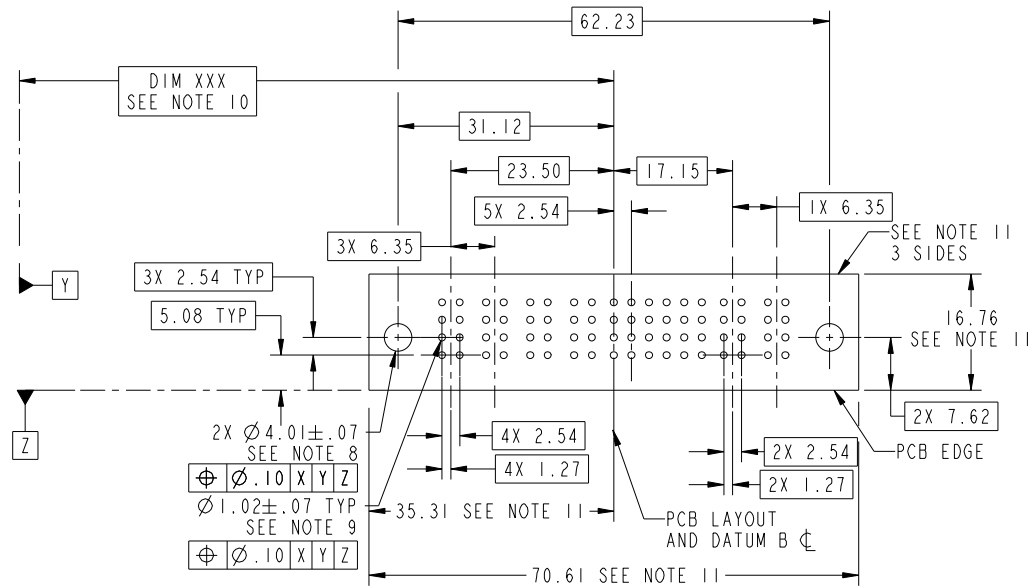 62.23
DIM XXX
SEE NOTE 10
31.12
23.50
17.15
5X 2.54
1X 6.35
3X 6.35
SEE NOTE 11
3 SIDES
3X 2.54 TYP
Y
5.08 TYP
16.76
SEE NOTE 11
Z
2X 7.62
2X Ø4.01±.07
SEE NOTE 8
4X 2.54
2X 2.54
PCB EDGE
⌖ Ø.10 X Y Z
4X 1.27
2X 1.27
Ø1.02±.07 TYP
SEE NOTE 9
35.31 SEE NOTE 11
⌖ Ø.10 X Y Z
PCB LAYOUT
AND DATUM B ℄
70.61 SEE NOTE 11